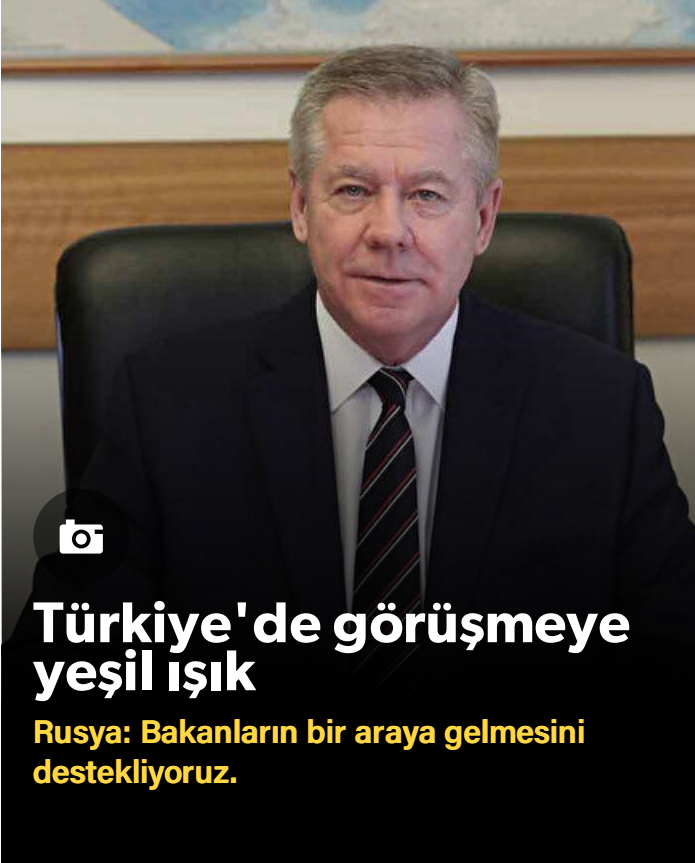 Türkiye'de görüşmeye
yeşil ışık
Rusya: Bakanların bir araya gelmesini
destekliyoruz.